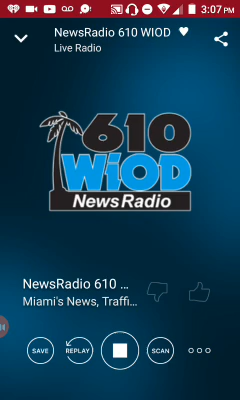 3:07 PM
NewsRadio 610 WIOD
Live Radio
610
WiOD
NewsRadio
NewsRadio 610 ...
Miami's News, Traffi...
SAVE
REPLAY
SCAN